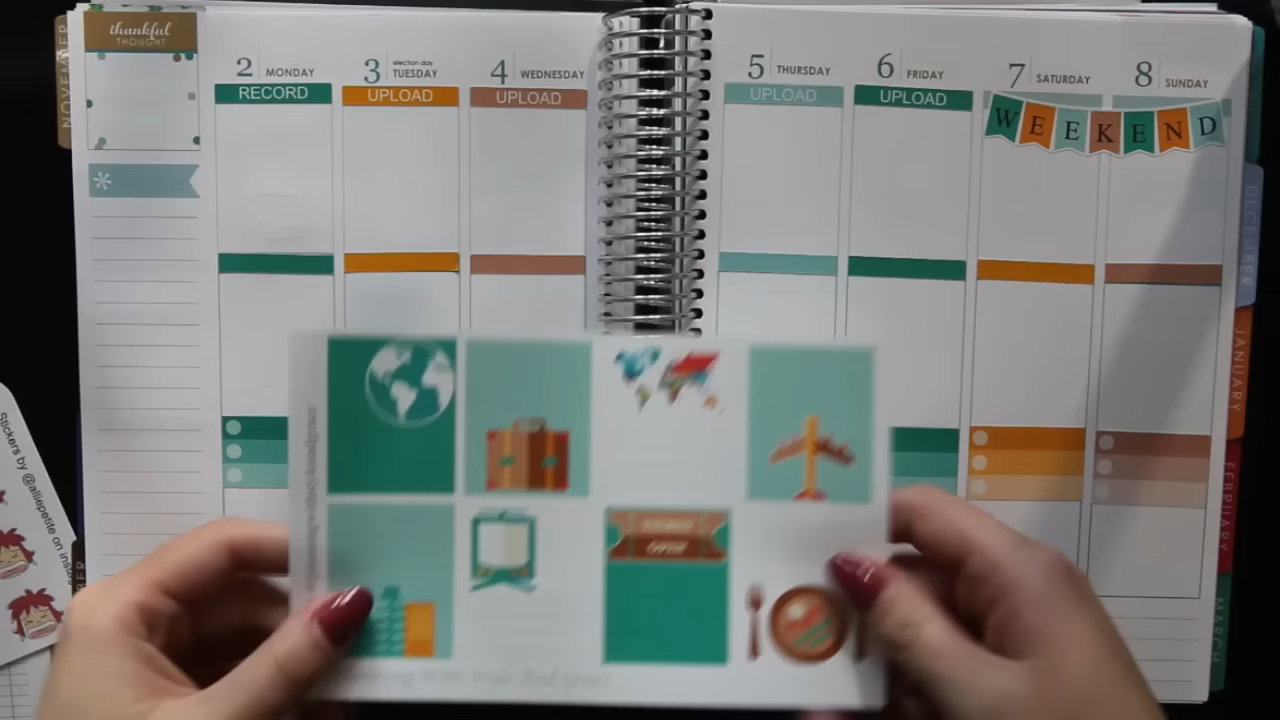 thankful
THOUGHT
NOVEMBER
2 MONDAY
3 election day TUESDAY
4 WEDNESDAY
5 THURSDAY
6 FRIDAY
7 SATURDAY
8 SUNDAY
RECORD
UPLOAD
UPLOAD
UPLOAD
UPLOAD
WEEKEND
DECEMBER
JANUARY
FEBRUARY
MARCH
Stickers by @alliepetite on